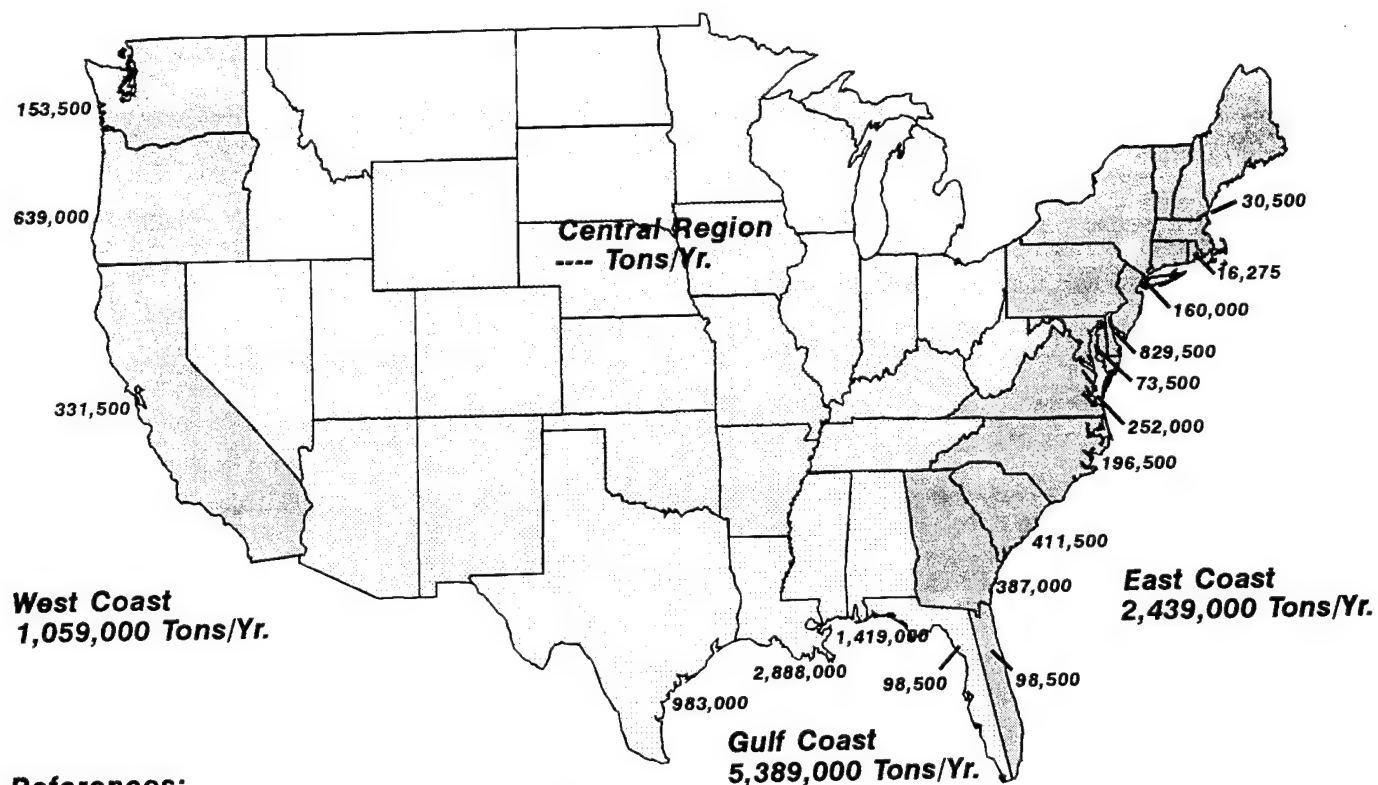 153,500
639,000
331,500
Central Region
---- Tons/Yr.
30,500
16,275
160,000
829,500
73,500
252,000
196,500
411,500
387,000
West Coast
1,059,000 Tons/Yr.
East Coast
2,439,000 Tons/Yr.
1,419,000
2,888,000
98,500
98,500
983,000
Gulf Coast
5,389,000 Tons/Yr.
References: